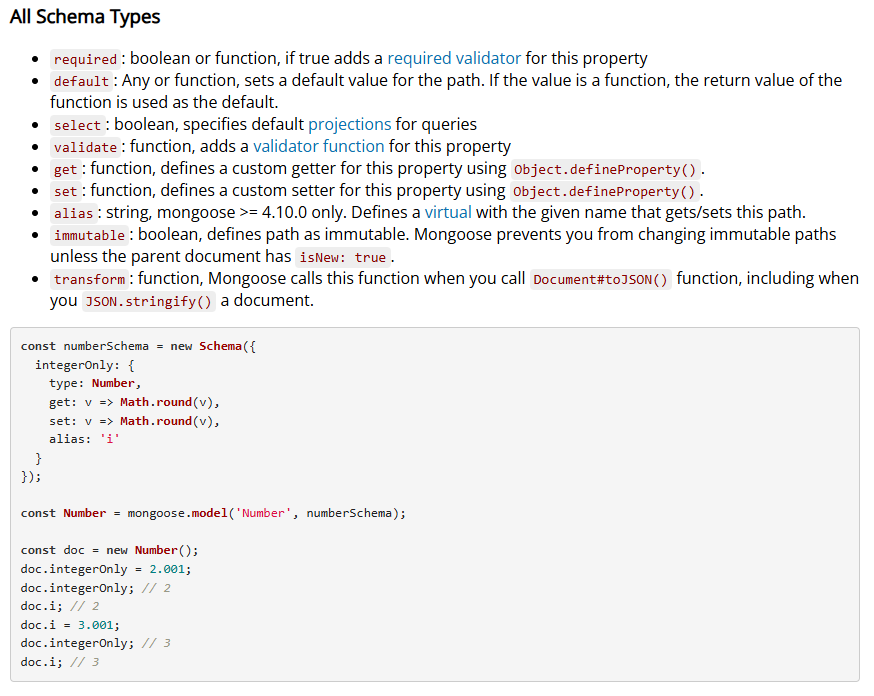 All Schema Types
• required: boolean or function, if true adds a required validator for this property
• default: Any or function, sets a default value for the path. If the value is a function, the return value of the
function is used as the default.
• select: boolean, specifies default projections for queries
• validate: function, adds a validator function for this property
• get: function, defines a custom getter for this property using Object.defineProperty().
• set: function, defines a custom setter for this property using Object.defineProperty().
• alias: string, mongoose >= 4.10.0 only. Defines a virtual with the given name that gets/sets this path.
• immutable: boolean, defines path as immutable. Mongoose prevents you from changing immutable paths
unless the parent document has isNew: true.
• transform: function, Mongoose calls this function when you call Document#toJSON() function, including when
you JSON.stringify() a document.
const numberSchema = new Schema({
  integerOnly: {
    type: Number,
    get: v => Math.round(v),
    set: v => Math.round(v),
    alias: 'i'
  }
});
const Number = mongoose.model('Number', numberSchema);
const doc = new Number();
doc.integerOnly = 2.001;
doc.integerOnly; // 2
doc.i; // 2
doc.i = 3.001;
doc.integerOnly; // 3
doc.i; // 3